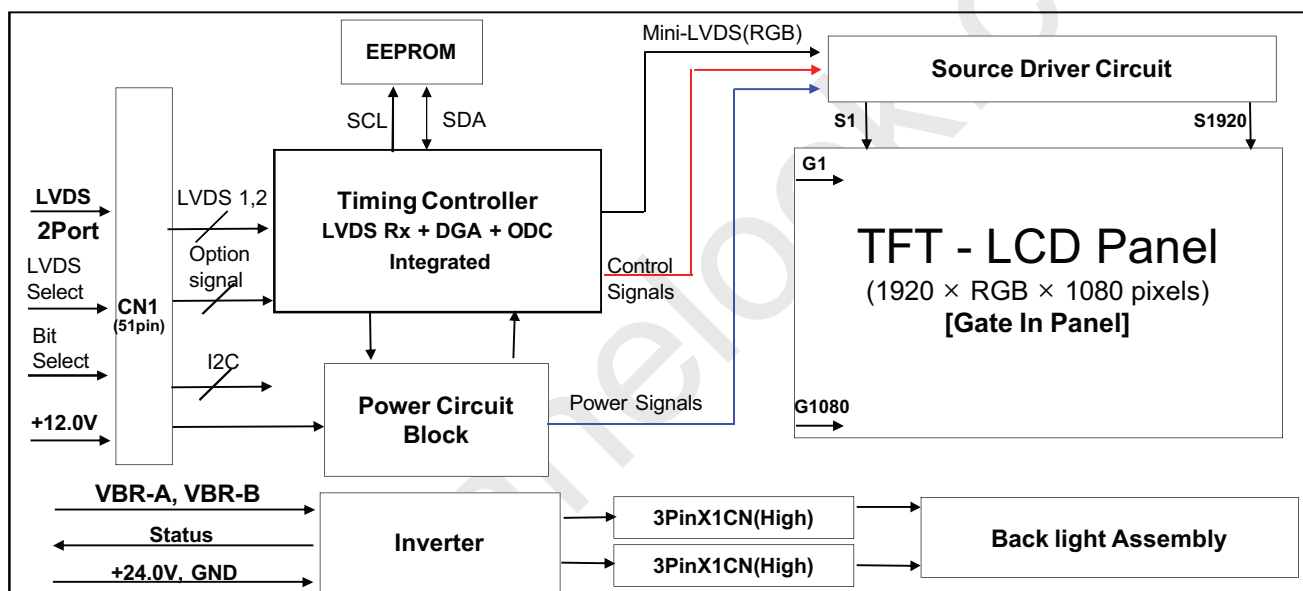 EEPROM
Mini-LVDS(RGB)
Source Driver Circuit
SCL
SDA
S1
S1920
G1
LVDS
2Port
LVDS 1,2
Timing Controller
LVDS Rx + DGA + ODC
Integrated
TFT - LCD Panel
(1920 × RGB × 1080 pixels)
[Gate In Panel]
LVDS
Select
Option
signal
Control
Signals
CN1
(51pin)
Bit
Select
I2C
Power Circuit
Block
Power Signals
G1080
+12.0V
VBR-A, VBR-B
Status
+24.0V, GND
Inverter
3PinX1CN(High)
3PinX1CN(High)
Back light Assembly